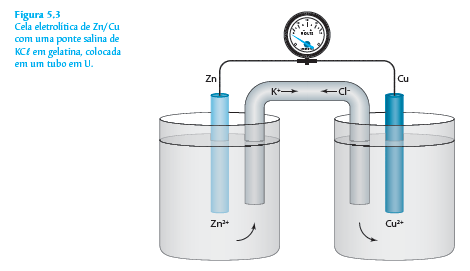 Figura 5.3
Cela eletrolítica de Zn/Cu
com uma ponte salina de
KCℓ em gelatina, colocada
em um tubo em U.
Zn
Cu
K⁺
Cl⁻
Zn²⁺
Cu²⁺